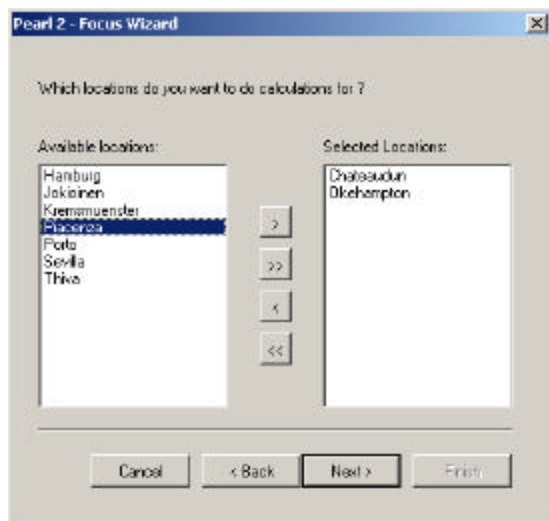 Pearl 2 - Focus Wizard
Which locations do you want to do calculations for ?
Available locations:
Hamburg
Jokioinen
Kremsmuenster
Piacenza
Porto
Sevilla
Thiva
>
>>
<
<<
Selected Locations:
Chateaudun
Okehampton
Cancel
< Back
Next >
Finish